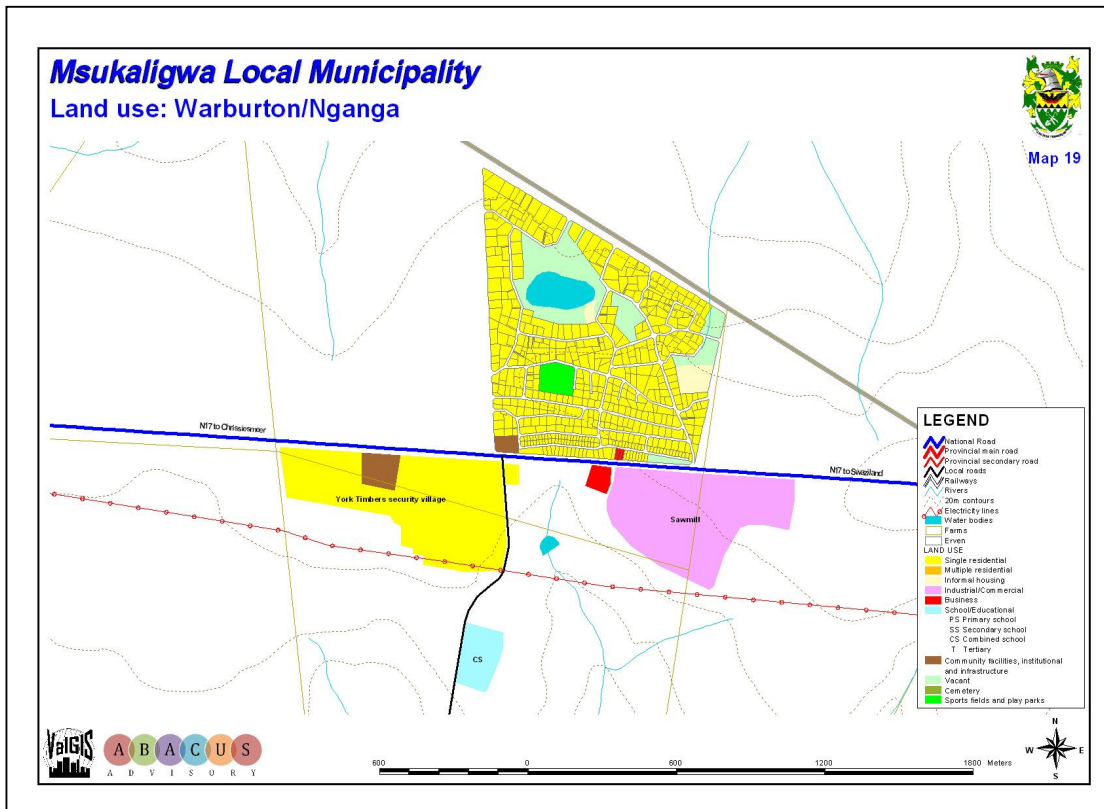 Msukaligwa Local Municipality
Land use: Warburton/Nganga
Map 19
N17 to Chrissiesmeer
N17 to Swaziland
York Timbers security village
Sawmill
CS
LEGEND
National Road
Provincial main road
Provincial secondary road
Local roads
Railways
Rivers
20m contours
Electricity lines
Water bodies
Farms
Erven
LAND USE
Single residential
Multiple residential
Informal housing
Industrial/Commercial
Business
School/Educational
PS Primary school
SS Secondary school
CS Combined school
T Tertiary
Community facilities, institutional
and infrastructure
Vacant
Cemetery
Sports fields and play parks
ValGIS
ABACUS
ADVISORY
600 0 600 1200 1800 Meters
N
W E
S